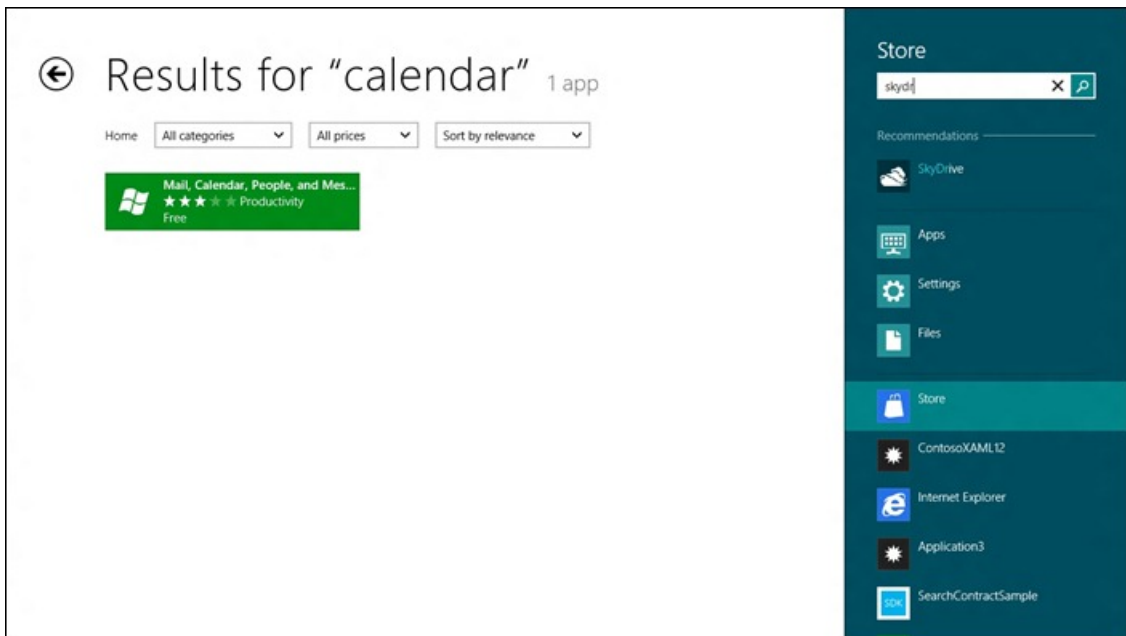 Results for “calendar” 1 app
Home All categories All prices Sort by relevance
Mail, Calendar, People, and Mes...
Productivity
Free
Store
skydr
Recommendations
SkyDrive
Apps
Settings
Files
Store
ContosoXAML12
Internet Explorer
Application3
SDK SearchContractSample